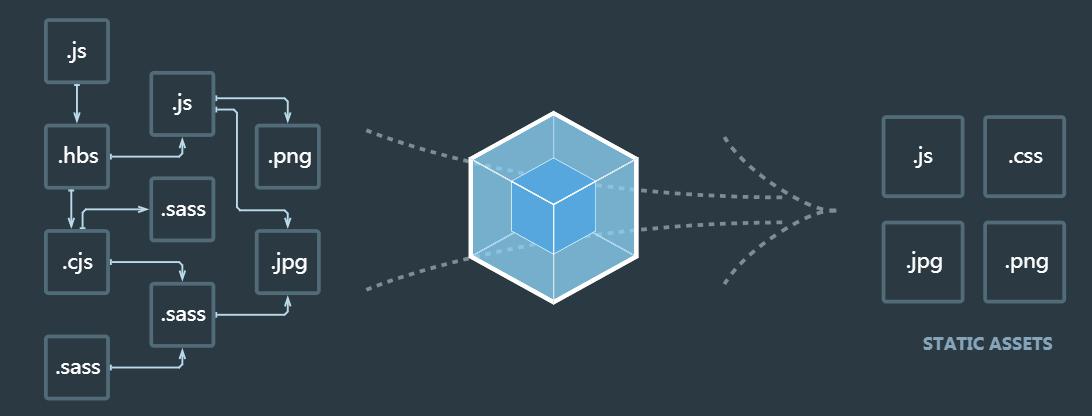 .js
.js
.hbs
.png
.sass
.cjs
.jpg
.sass
.sass
.js
.css
.jpg
.png
STATIC ASSETS